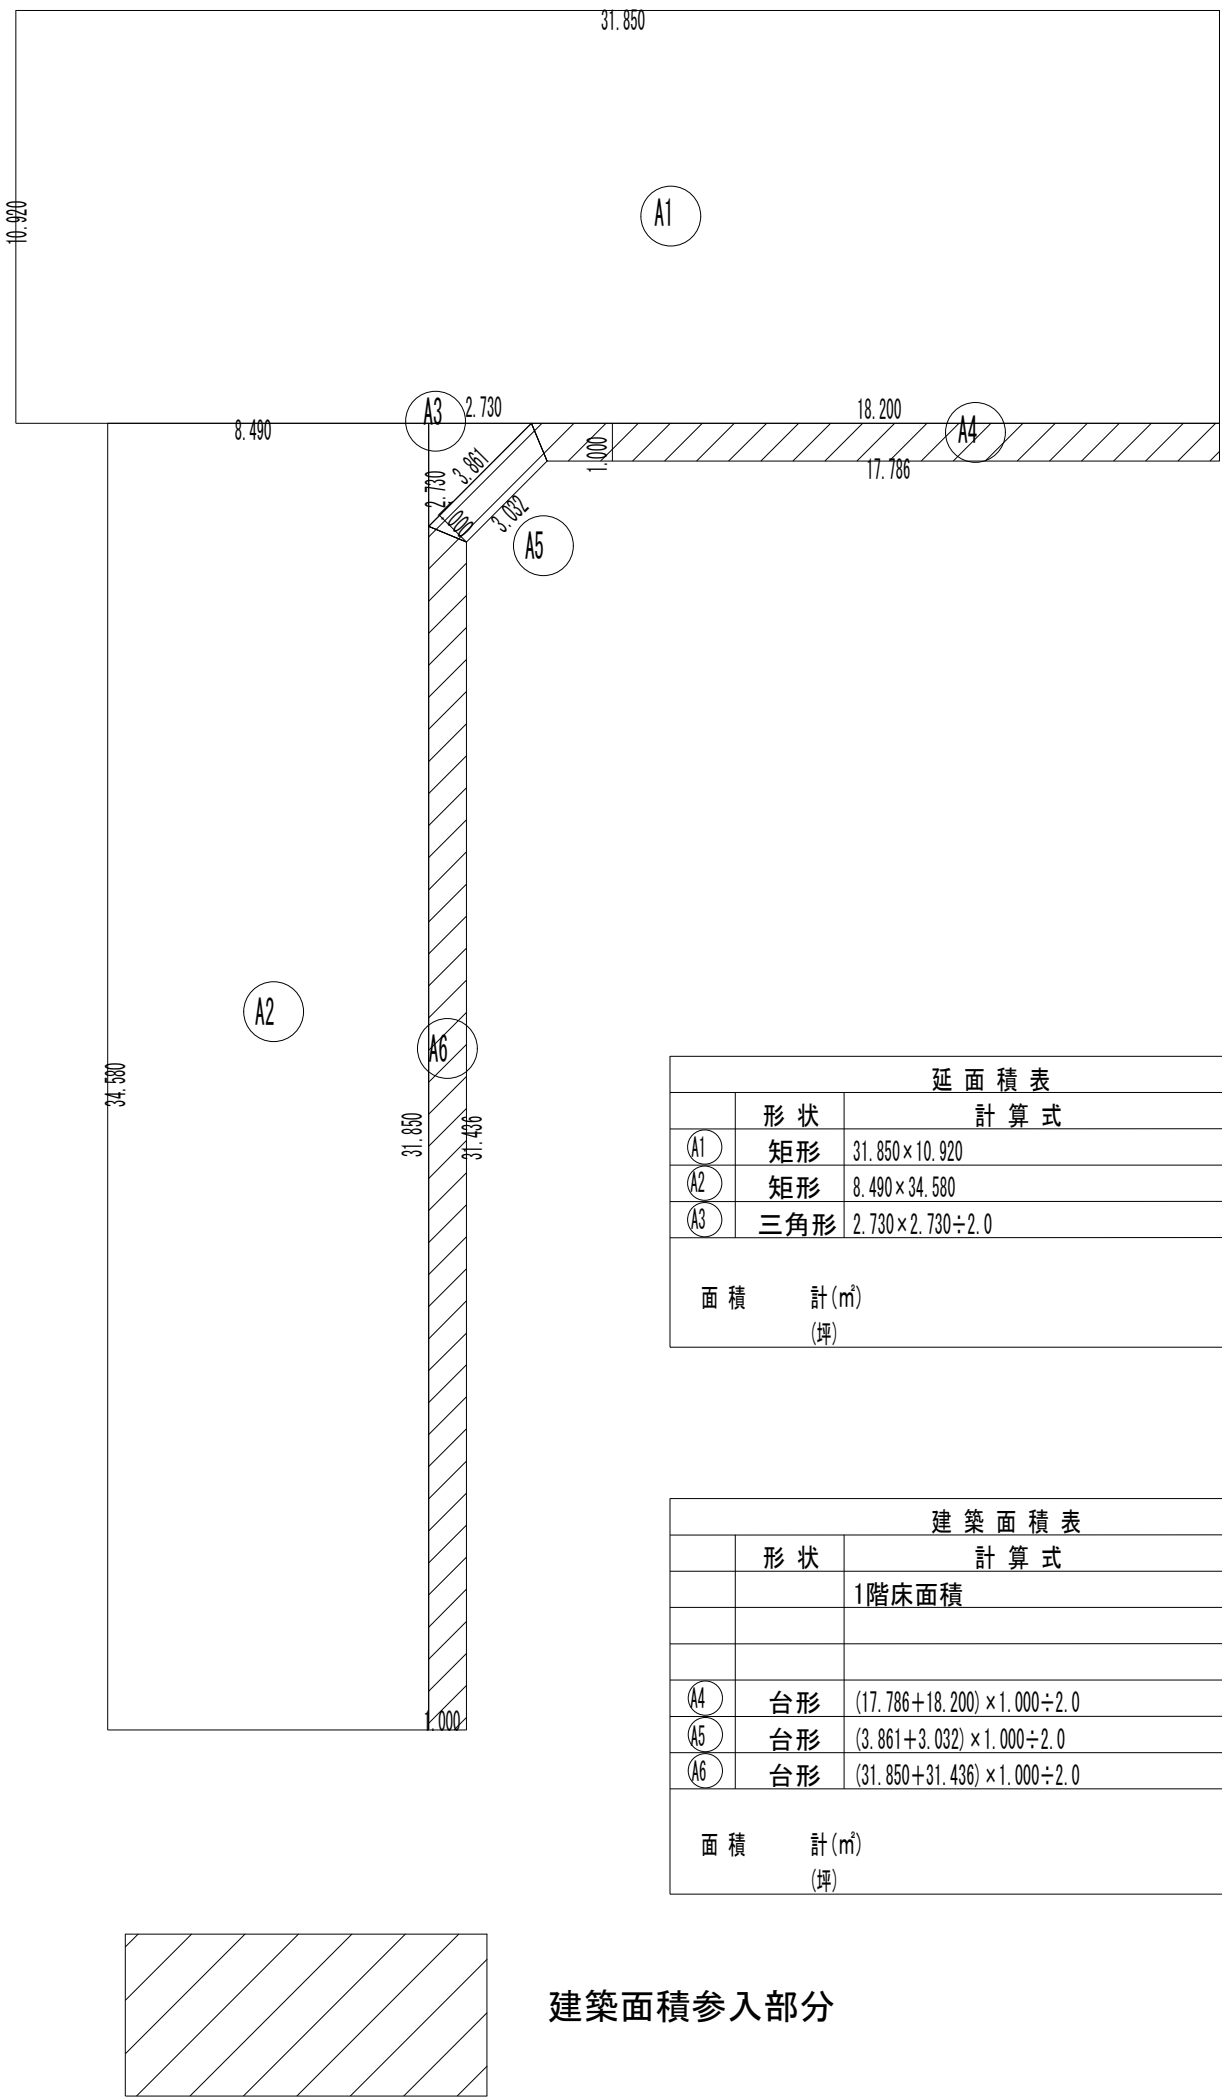 31.850
10.920
A1
A3
2.730
18.200
8.490
A4
1.000
17.786
2.730
3.861
1.000
3.032
A5
A2
A6
34.580
31.850
31.436
1.000
延面積表
形状 計算式
A1 矩形 31.850×10.920
A2 矩形 8.490×34.580
A3 三角形 2.730×2.730÷2.0
面積 計(㎡)
(坪)
建築面積表
形状 計算式
1階床面積
A4 台形 (17.786+18.200)×1.000÷2.0
A5 台形 (3.861+3.032)×1.000÷2.0
A6 台形 (31.850+31.436)×1.000÷2.0
面積 計(㎡)
(坪)
建築面積参入部分